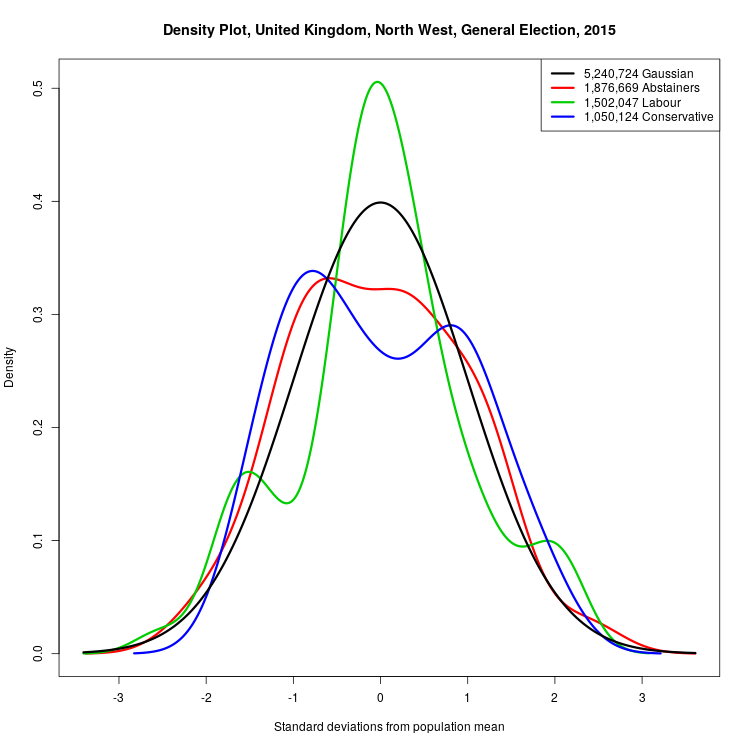 Density Plot, United Kingdom, North West, General Election, 2015
5,240,724 Gaussian
1,876,669 Abstainers
1,502,047 Labour
1,050,124 Conservative
Density
0.5
0.4
0.3
0.2
0.1
0.0
-3 -2 -1 0 1 2 3
Standard deviations from population mean